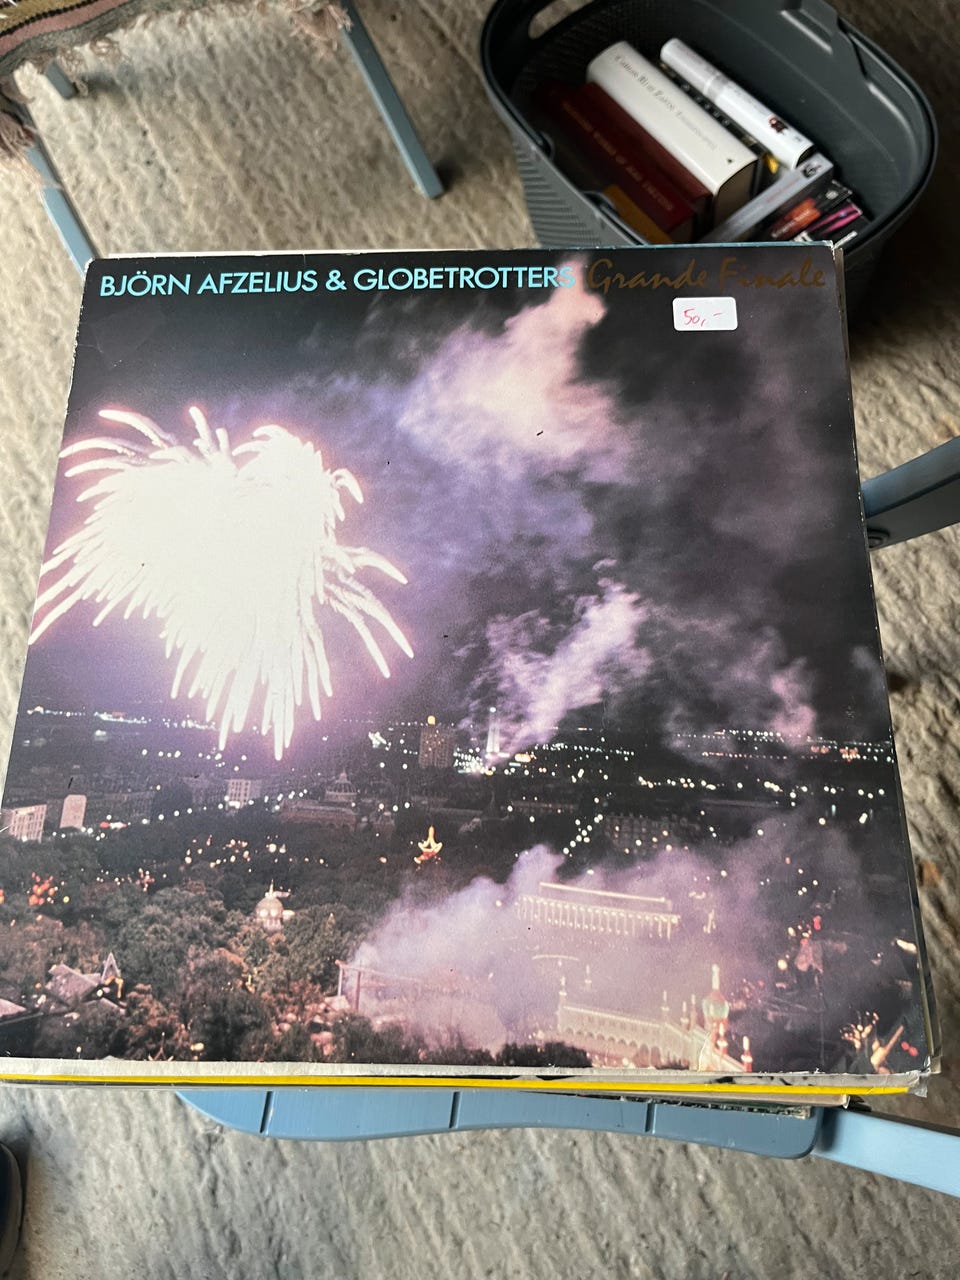 BJÖRN AFZELIUS & GLOBETROTTERS Grande Finale
50,-